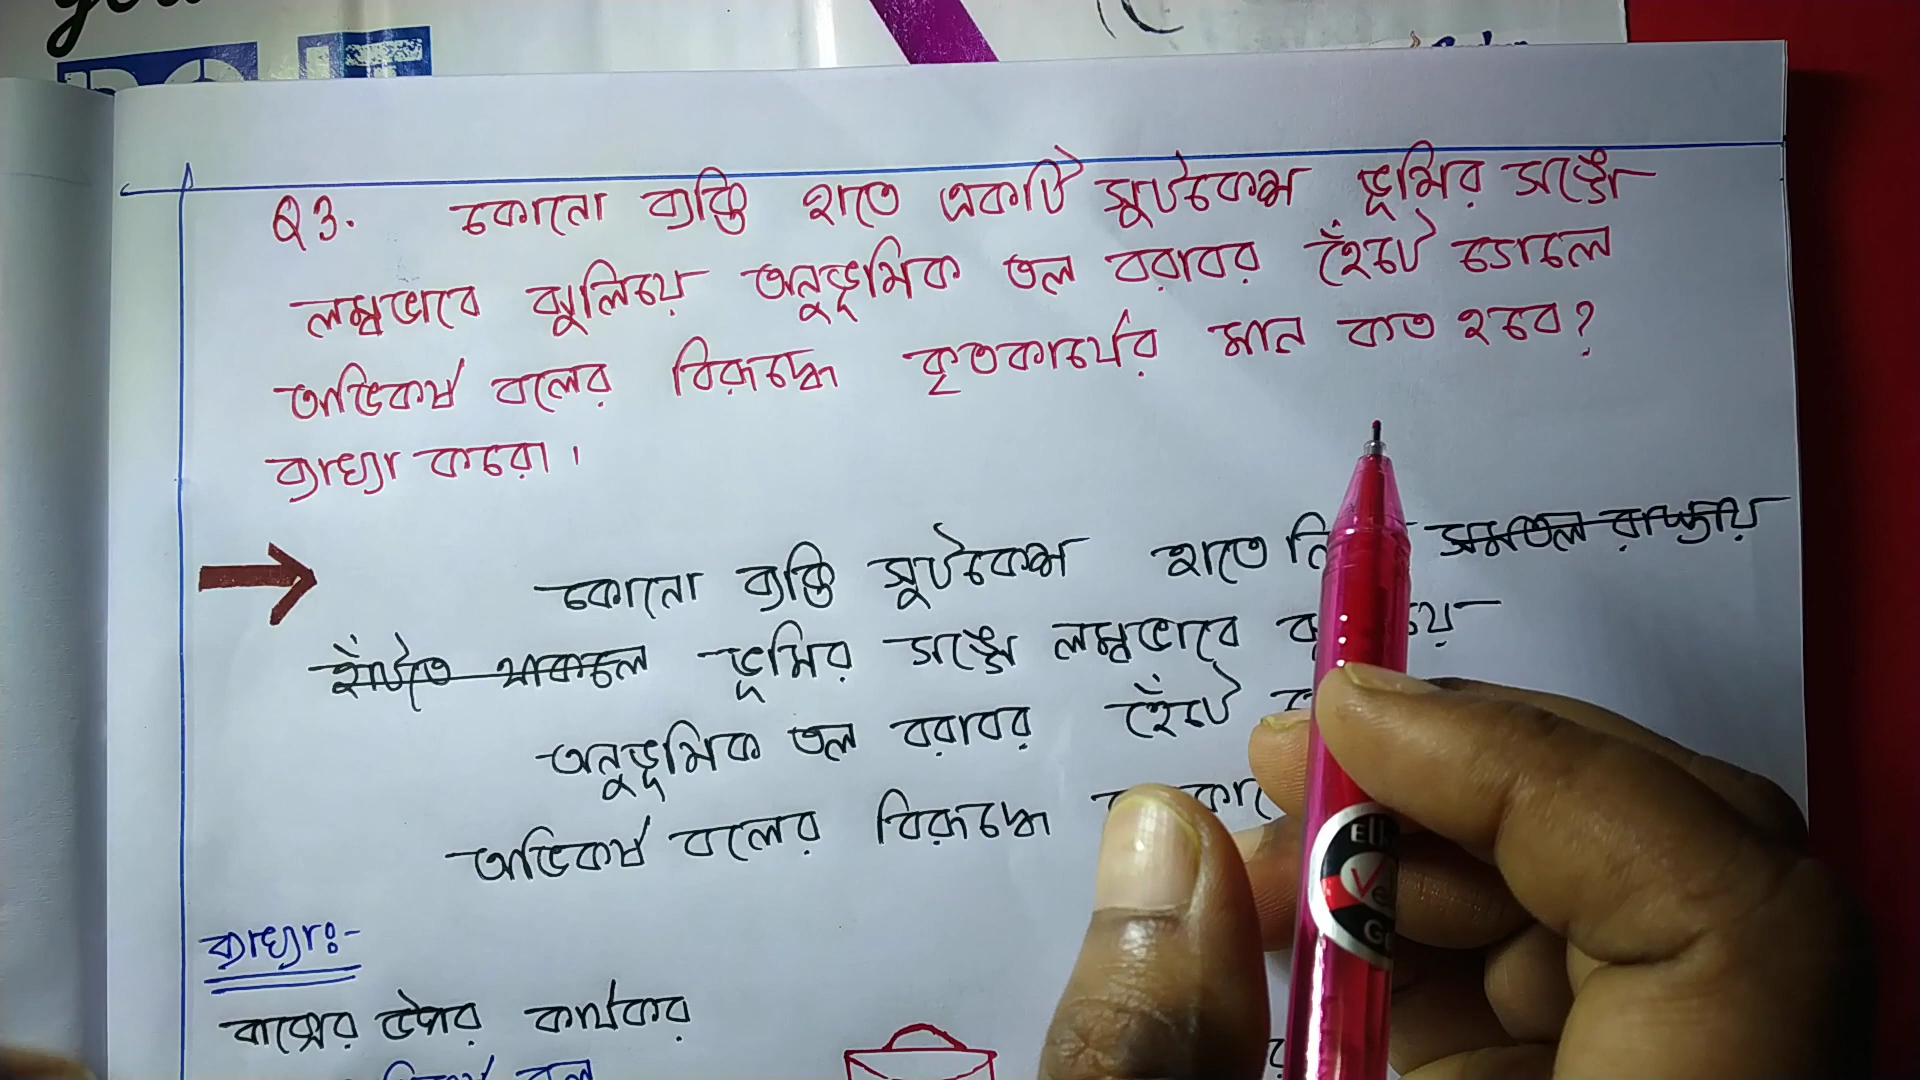 Q3. কোনো ব্যক্তি হাতে একটি সুটকেস ভূমির সঙ্গে
লম্বভাবে ঝুলিয়ে অনুভূমিক তল বরাবর হেঁটে গেলে
অভিকর্ষ বলের বিরুদ্ধে কৃতকার্যের মান কত হবে?
ব্যাখ্যা করো।
কোনো ব্যক্তি সুটকেস হাতে সমতল রাস্তায়
হাঁটতে থাকলে ভূমির সঙ্গে লম্বভাবে
অনুভূমিক তল বরাবর হেঁটে
অভিকর্ষ বলের বিরুদ্ধে
ব্যাখ্যাঃ-
বাক্সের উপর কার্যকর
বল